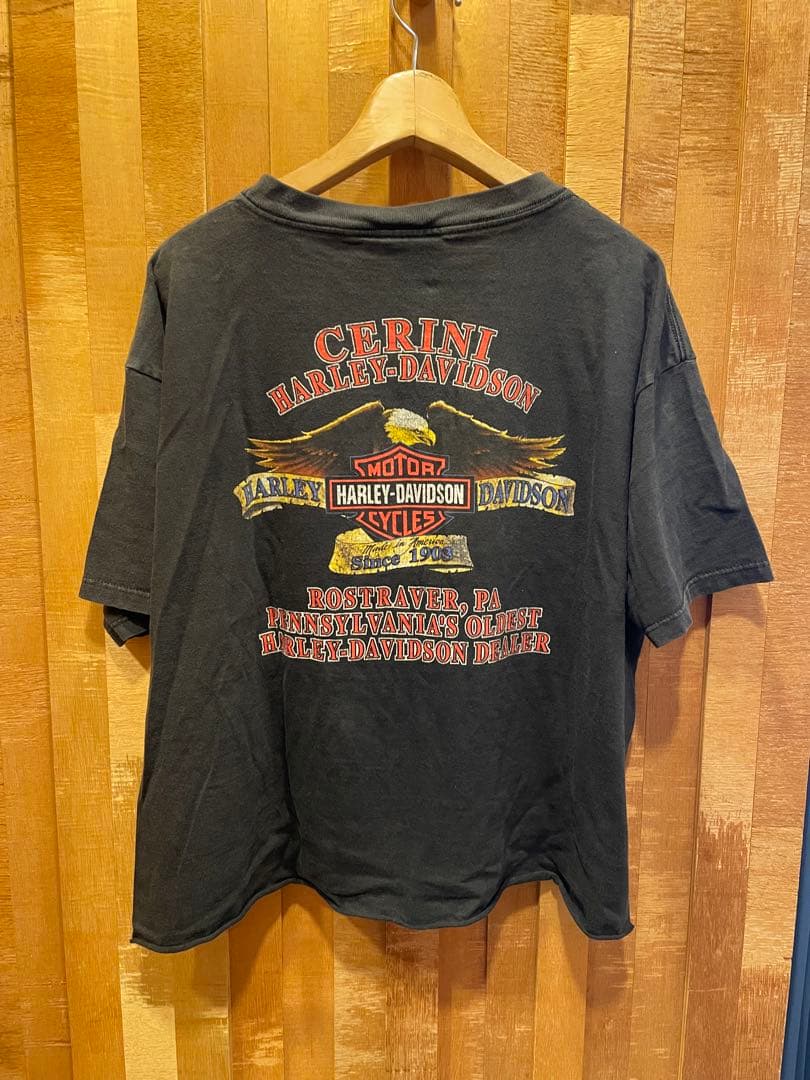 CERINI
HARLEY-DAVIDSON
MOTOR
HARLEY HARLEY-DAVIDSON DAVIDSON
CYCLES
Made in America
Since 1903
ROSTRAVER, PA
PENNSYLVANIA'S OLDEST
HARLEY-DAVIDSON DEALER